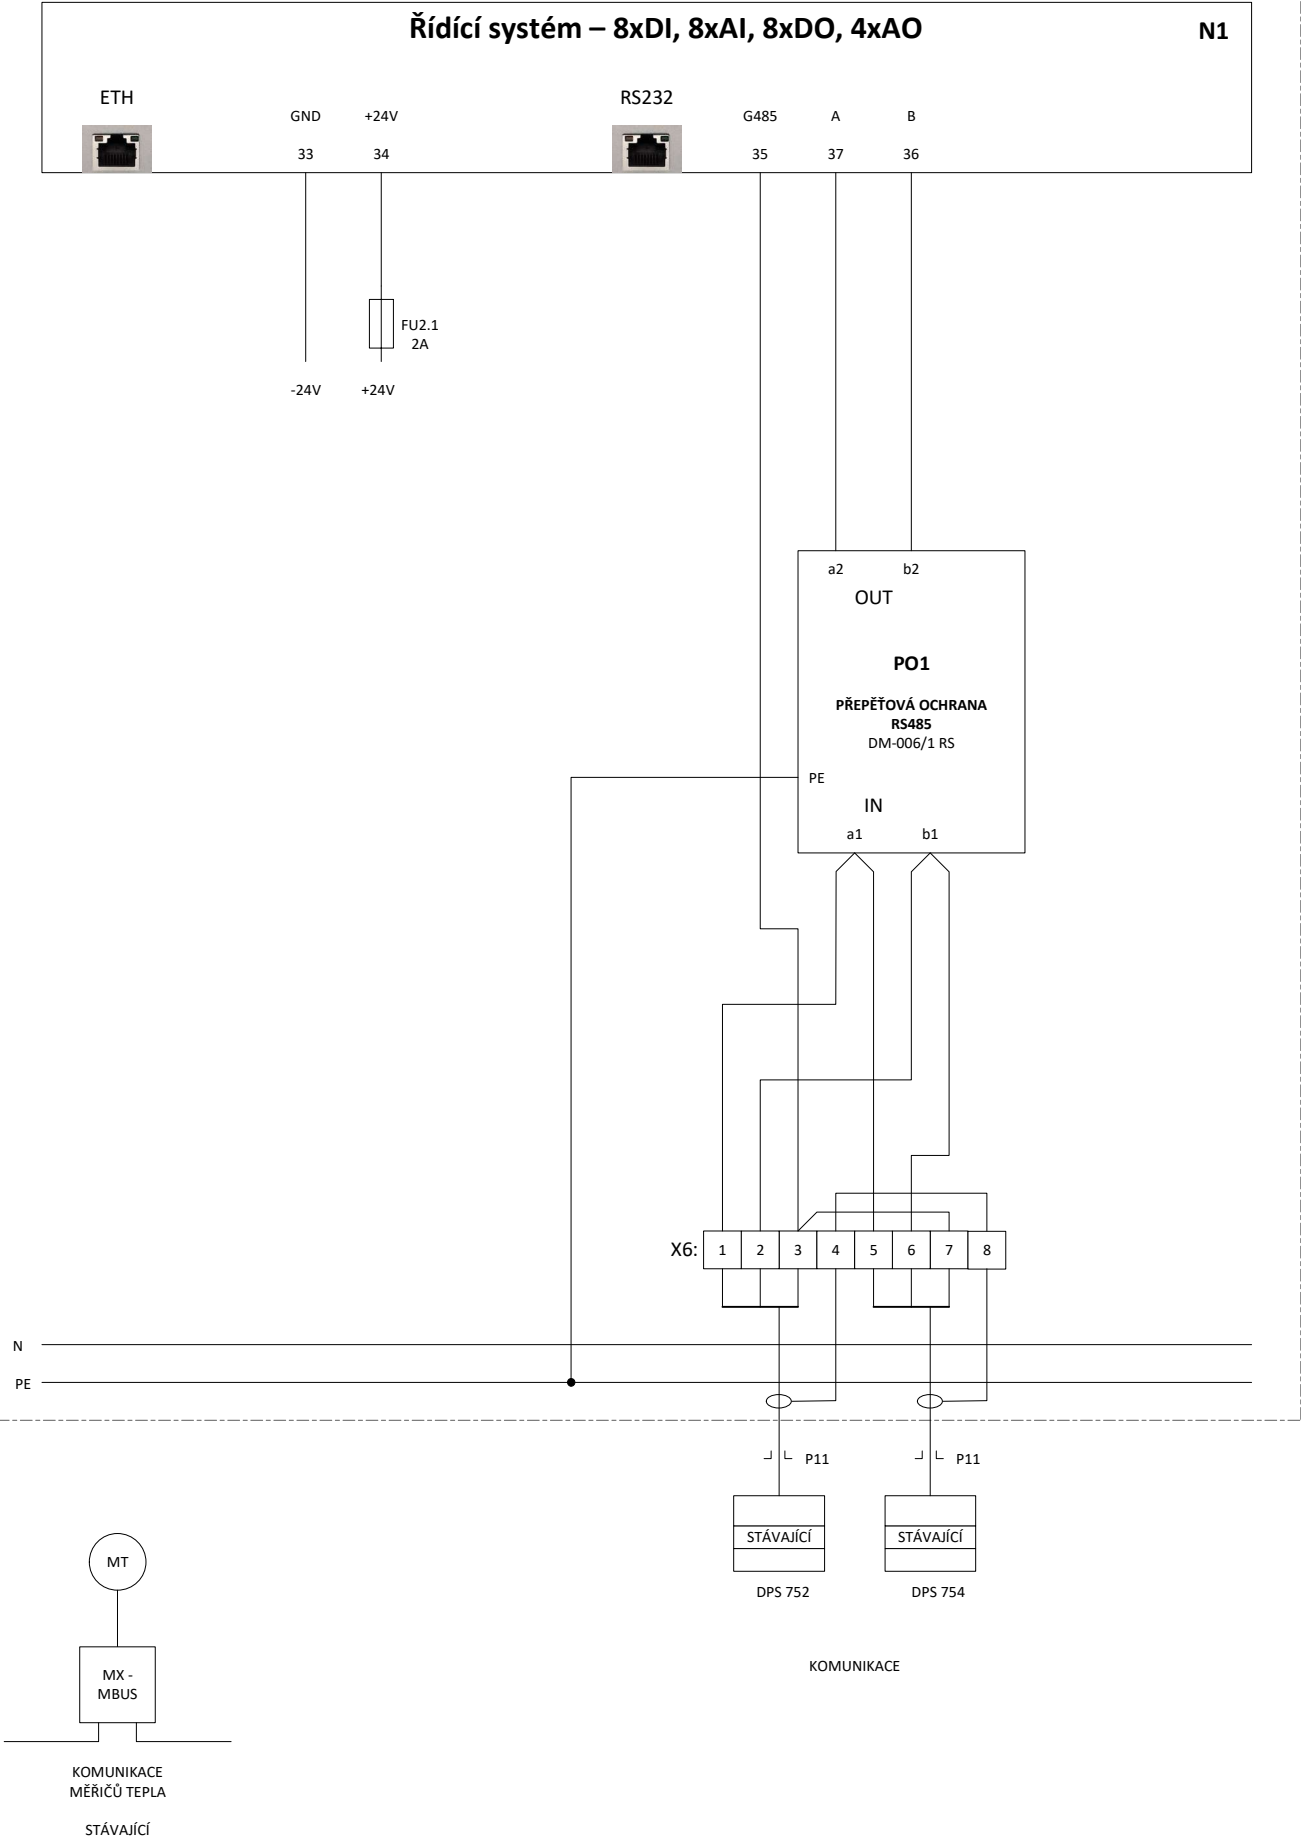 Řídící systém – 8xDI, 8xAI, 8xDO, 4xAO
N1
ETH
RS232
GND
+24V
G485
A
B
33
34
35
37
36
FU2.1
2A
-24V
+24V
a2
b2
OUT
PO1
PŘEPĚŤOVÁ OCHRANA
RS485
DM-006/1 RS
PE
IN
a1
b1
X6:
1
2
3
4
5
6
7
8
N
PE
P11
P11
STÁVAJÍCÍ
STÁVAJÍCÍ
DPS 752
DPS 754
KOMUNIKACE
MT
MX -
MBUS
KOMUNIKACE
MĚŘIČŮ TEPLA
STÁVAJÍCÍ